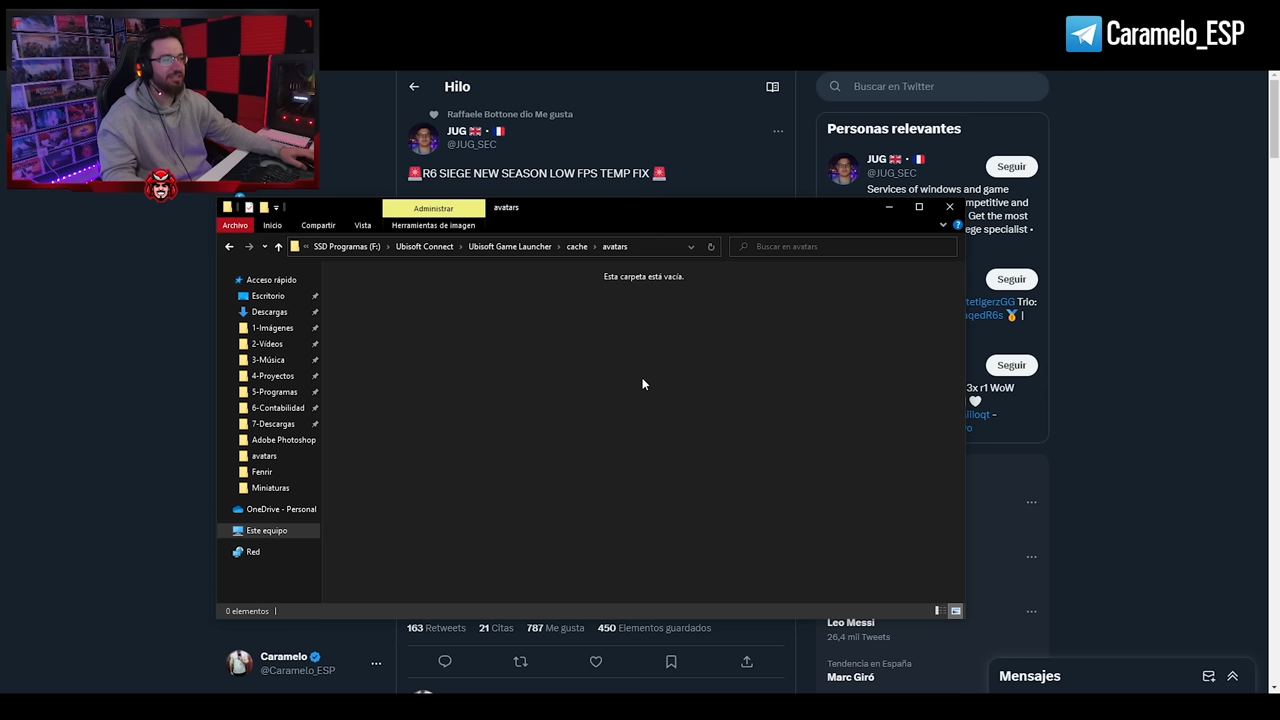 Caramelo_ESP
Hilo
Buscar en Twitter
Raffaele Bottone dio Me gusta
JUG 🇬🇧 • 🇫🇷
@JUG_SEC
🚨R6 SIEGE NEW SEASON LOW FPS TEMP FIX 🚨
Personas relevantes
JUG 🇬🇧 • 🇫🇷
@JUG_SEC
Seguir
Services of windows and game
mpetitive and
Get the most
ege specialist •
Seguir
tetIgerzGG Trio:
qedR6s 🥇 |
Seguir
3x r1 WoW
🤍
illoqt -
Administrar
avatars
Archivo
Inicio
Compartir
Vista
Herramientas de imagen
SSD Programas (F:)
Ubisoft Connect
Ubisoft Game Launcher
cache
avatars
Buscar en avatars
Esta carpeta está vacía.
Acceso rápido
Escritorio
Descargas
1-Imágenes
2-Vídeos
3-Música
4-Proyectos
5-Programas
6-Contabilidad
7-Descargas
Adobe Photoshop
avatars
Fenrir
Miniaturas
OneDrive - Personal
Este equipo
Red
0 elementos
163 Retweets 21 Citas 787 Me gusta 450 Elementos guardados
Caramelo
@Caramelo_ESP
Leo Messi
26,4 mil Tweets
Tendencia en España
Marc Giró
Mensajes